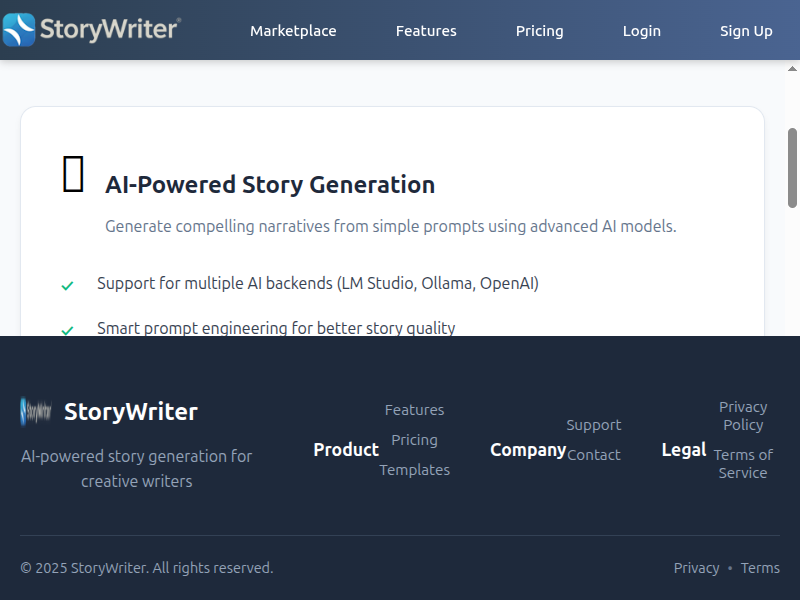 StoryWriter
Marketplace
Features
Pricing
Login
Sign Up
AI-Powered Story Generation
Generate compelling narratives from simple prompts using advanced AI models.
Support for multiple AI backends (LM Studio, Ollama, OpenAI)
Smart prompt engineering for better story quality
StoryWriter
StoryWriter
AI-powered story generation for
creative writers
Product
Features
Pricing
Templates
Company
Support
Contact
Legal
Privacy
Policy
Terms of
Service
© 2025 StoryWriter. All rights reserved.
Privacy • Terms